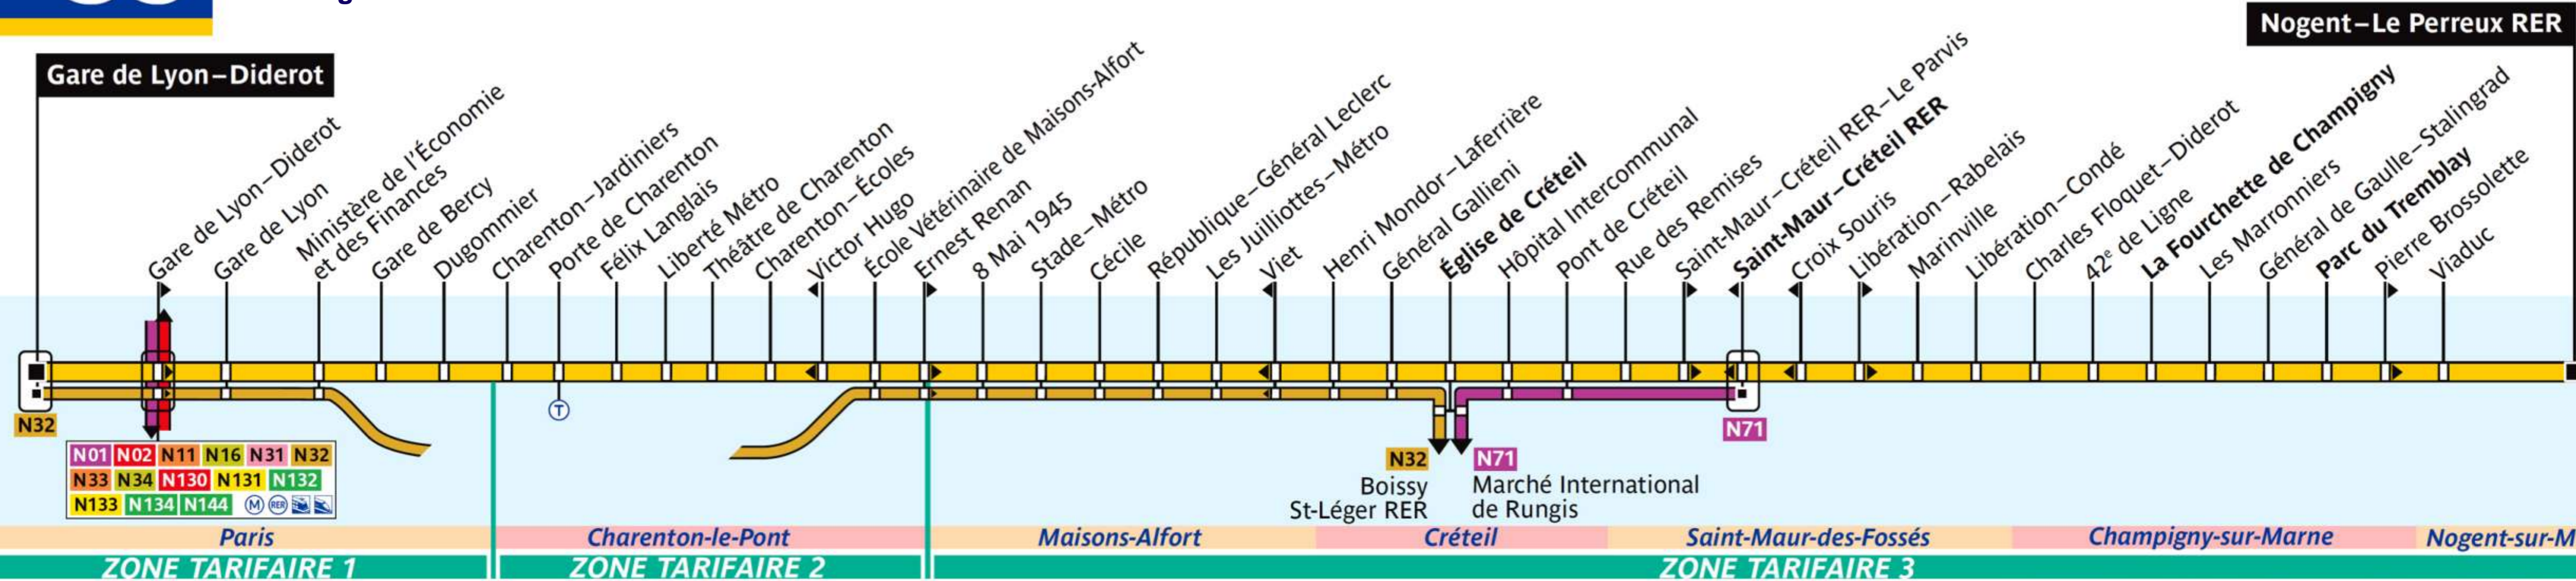 Nogent–Le Perreux RER
Gare de Lyon–Diderot
Gare de Lyon–Diderot
Gare de Lyon
Ministère de l'Économie
et des Finances
Gare de Bercy
Dugommier
Charenton–Jardiniers
Porte de Charenton
Félix Langlais
Liberté Métro
Théâtre de Charenton
Charenton–Écoles
Victor Hugo
École Vétérinaire de Maisons-Alfort
Ernest Renan
8 Mai 1945
Stade–Métro
Cécile
République–Général Leclerc
Les Juilliottes–Métro
Viet
Henri Mondor–Laferrière
Général Gallieni
Église de Créteil
Hôpital Intercommunal
Pont de Créteil
Rue des Remises
Saint-Maur–Créteil RER–Le Parvis
Saint-Maur–Créteil RER
Croix Souris
Libération–Rabelais
Marinville
Libération–Condé
Charles Floquet–Diderot
42e de Ligne
La Fourchette de Champigny
Les Marronniers
Général de Gaulle–Stalingrad
Parc du Tremblay
Pierre Brossolette
Viaduc
N32
T
N71
N01 N02 N11 N16 N31 N32
N33 N34 N130 N131 N132
N133 N134 N144 M RER
N32
Boissy
St-Léger RER
N71
Marché International
de Rungis
Paris
Charenton-le-Pont
Maisons-Alfort
Créteil
Saint-Maur-des-Fossés
Champigny-sur-Marne
Nogent-sur-M
ZONE TARIFAIRE 1
ZONE TARIFAIRE 2
ZONE TARIFAIRE 3